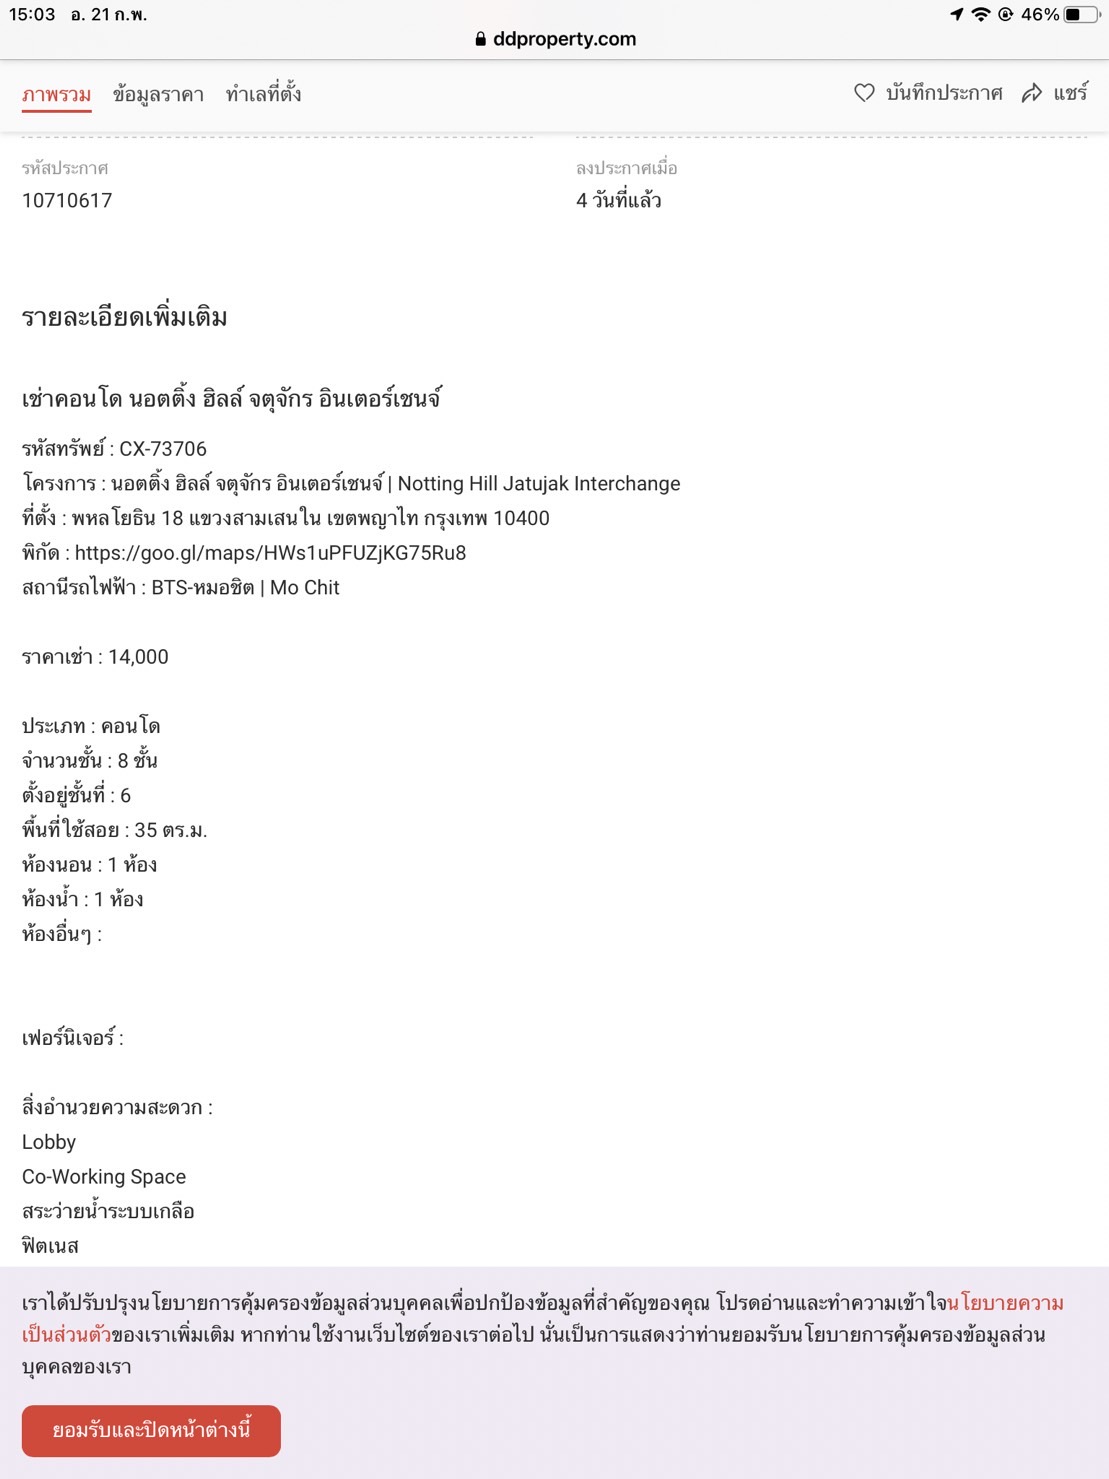 15:03 อ. 21 ก.พ. 46%
ddproperty.com
ภาพรวม ข้อมูลราคา ทำเลที่ตั้ง บันทึกประกาศ แชร์
รหัสประกาศ ลงประกาศเมื่อ
10710617 4 วันที่แล้ว
รายละเอียดเพิ่มเติม
เช่าคอนโด นอตติ้ง ฮิลล์ จตุจักร อินเตอร์เชนจ์
รหัสทรัพย์ : CX-73706
โครงการ : นอตติ้ง ฮิลล์ จตุจักร อินเตอร์เชนจ์ | Notting Hill Jatujak Interchange
ที่ตั้ง : พหลโยธิน 18 แขวงสามเสนใน เขตพญาไท กรุงเทพ 10400
พิกัด : https://goo.gl/maps/HWs1uPFUZjKG75Ru8
สถานีรถไฟฟ้า : BTS-หมอชิต | Mo Chit
ราคาเช่า : 14,000
ประเภท : คอนโด
จำนวนชั้น : 8 ชั้น
ตั้งอยู่ชั้นที่ : 6
พื้นที่ใช้สอย : 35 ตร.ม.
ห้องนอน : 1 ห้อง
ห้องน้ำ : 1 ห้อง
ห้องอื่นๆ :
เฟอร์นิเจอร์ :
สิ่งอำนวยความสะดวก :
Lobby
Co-Working Space
สระว่ายน้ำระบบเกลือ
ฟิตเนส
เราได้ปรับปรุงนโยบายการคุ้มครองข้อมูลส่วนบุคคลเพื่อปกป้องข้อมูลที่สำคัญของคุณ โปรดอ่านและทำความเข้าใจนโยบายความ
เป็นส่วนตัวของเราเพิ่มเติม หากท่านใช้งานเว็บไซต์ของเราต่อไป นั่นเป็นการแสดงว่าท่านยอมรับนโยบายการคุ้มครองข้อมูลส่วน
บุคคลของเรา
ยอมรับและปิดหน้าต่างนี้